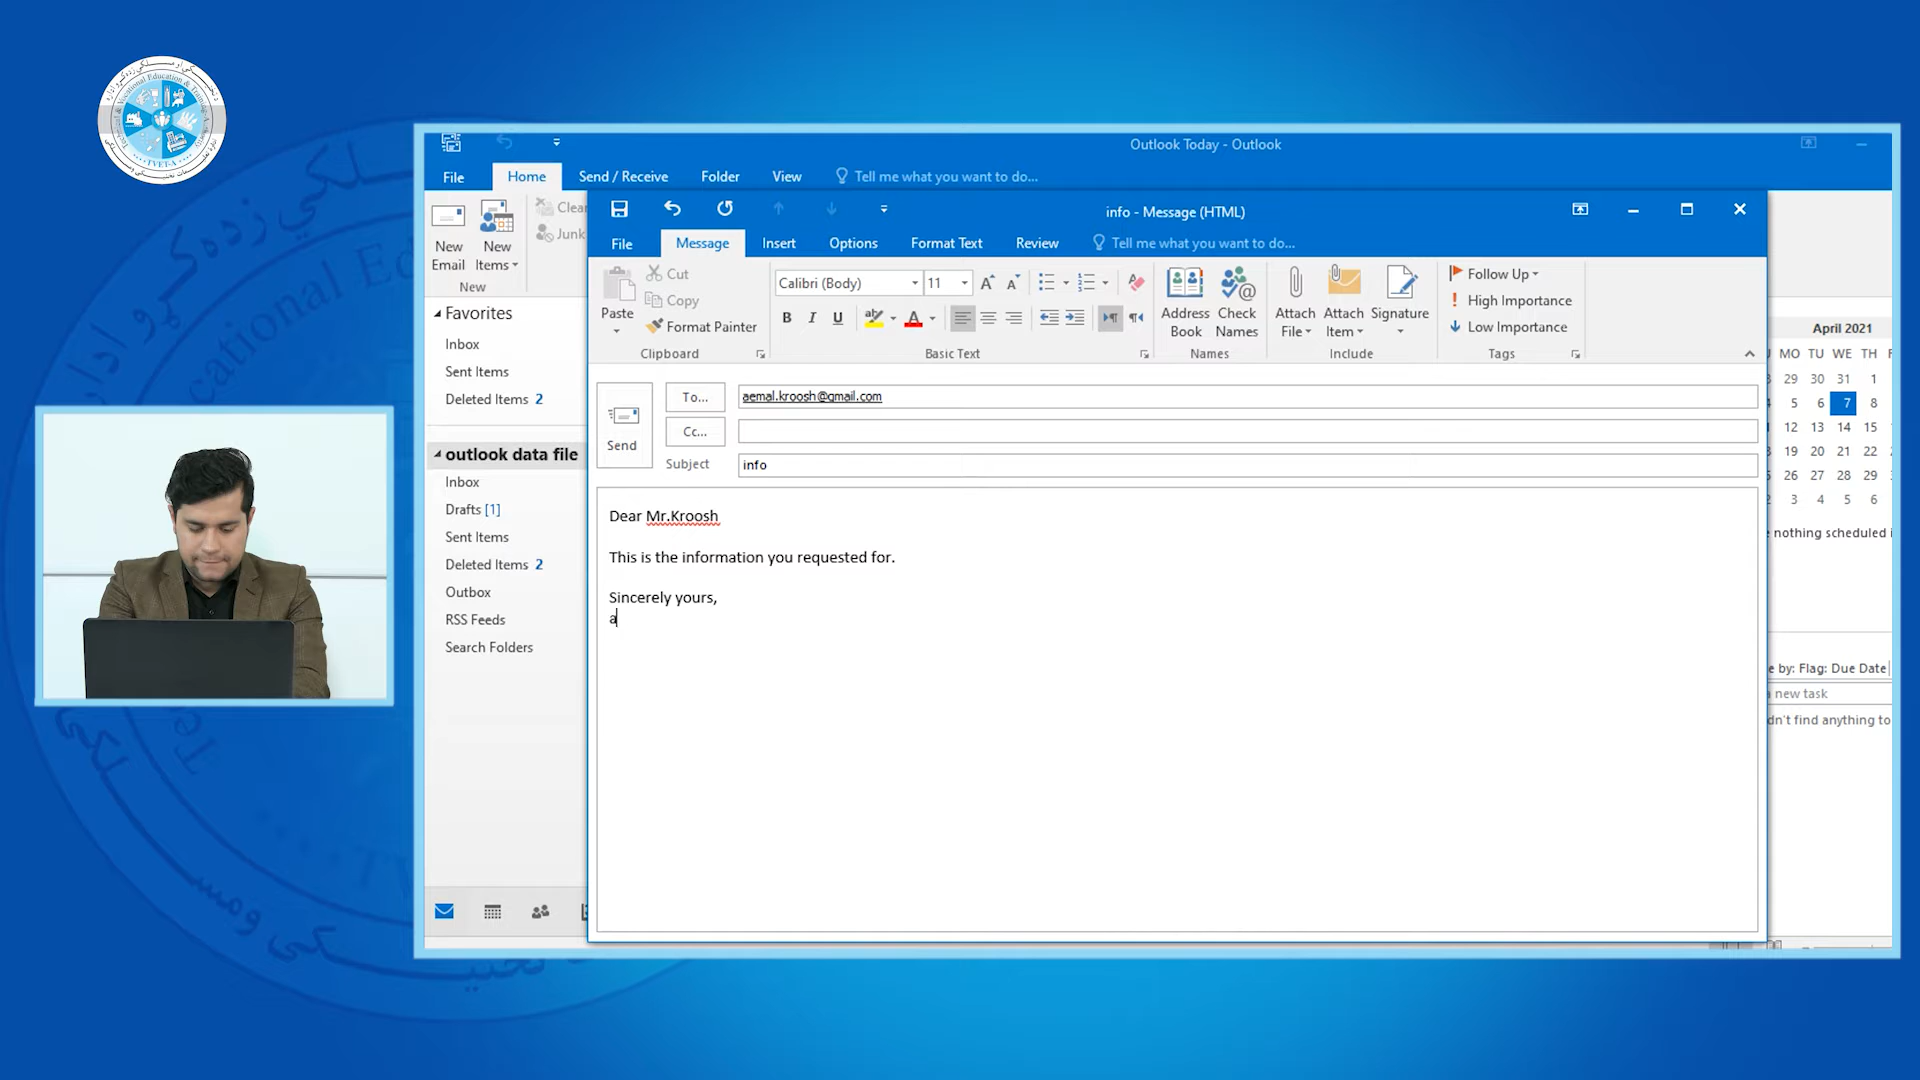 Technical & Vocational Education & Training-Authority
TVET-A
Outlook Today - Outlook
File Home Send / Receive Folder View Tell me what you want to do...
New Email
New Items
Clea
Junk
New
info - Message (HTML)
File Message Insert Options Format Text Review Tell me what you want to do...
Paste
Cut
Copy
Format Painter
Clipboard
Calibri (Body) 11
B I U
Basic Text
Address Book
Check Names
Names
Attach File
Attach Item
Signature
Include
Follow Up
High Importance
Low Importance
Tags
Favorites
Inbox
Sent Items
Deleted Items 2
outlook data file
Inbox
Drafts [1]
Sent Items
Deleted Items 2
Outbox
RSS Feeds
Search Folders
Send
To... aemal.kroosh@gmail.com
Cc...
Subject info
Dear Mr.Kroosh
This is the information you requested for.
Sincerely yours,
a
April 2021
MO TU WE TH
29 30 31 1
5 6 7 8
12 13 14 15
19 20 21 22
26 27 28 29
3 4 5 6
nothing scheduled
e by: Flag: Due Date
new task
dn't find anything to